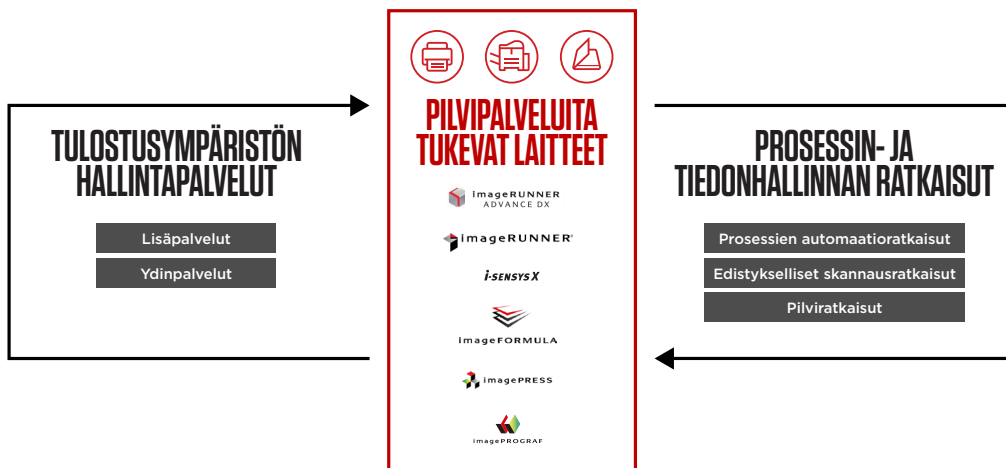 TULOSTUSYMPÄRISTÖN
HALLINTAPALVELUT
Lisäpalvelut
Ydinpalvelut
PILVIPALVELUITA
TUKEVAT LAITTEET
imageRUNNER
ADVANCE DX
imageRUNNER®
i-SENSYS X
imageFORMULA
imagePRESS
imagePROGRAF
PROSESSIN- JA
TIEDONHALLINNAN RATKAISUT
Prosessien automaatioratkaisut
Edistykselliset skannausratkaisut
Pilviratkaisut